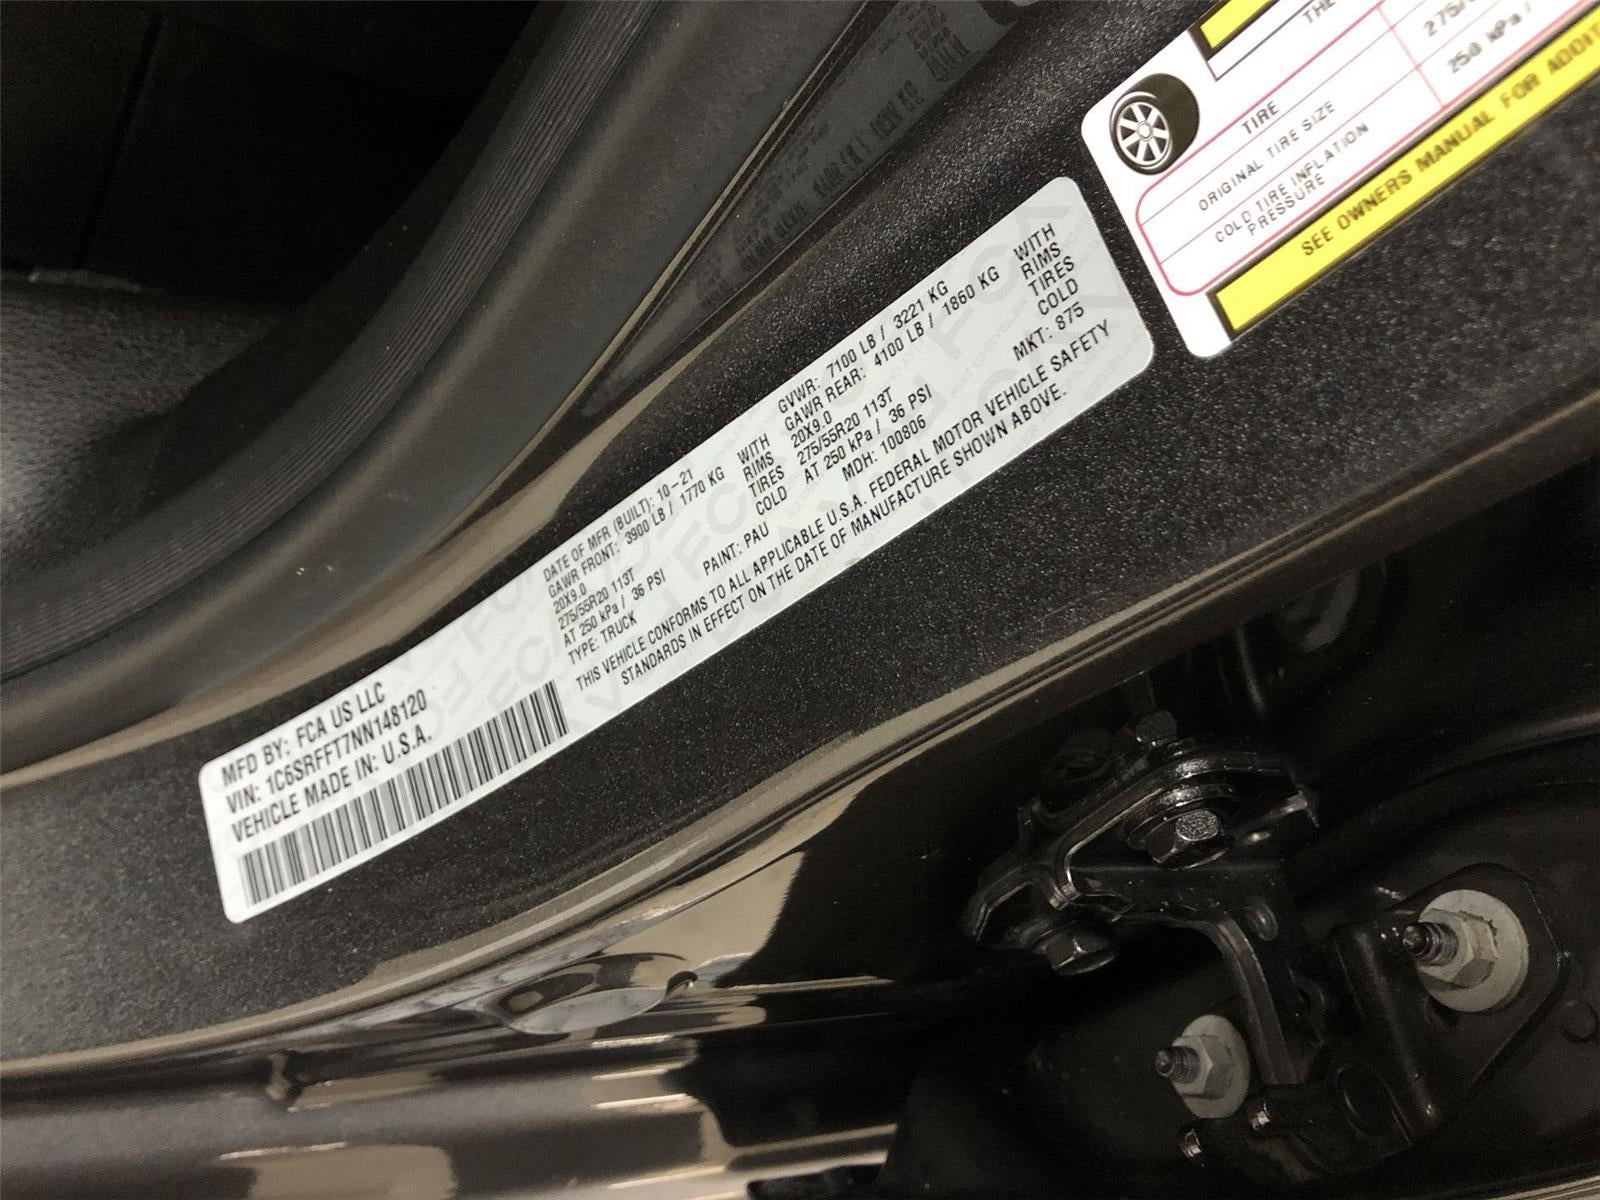 MFD BY: FCA US LLC
VIN: 1C6SRFFT7NN148120
VEHICLE MADE IN: U.S.A.
DATE OF MFR (BUILT): 10-21
GAWR FRONT: 3900 LB / 1770 KG WITH
20X9.0 RIMS
275/55R20 113T TIRES
AT 250 kPa / 36 PSI COLD
TYPE: TRUCK PAINT: PAU
GVWR: 7100 LB / 3221 KG
GAWR REAR: 4100 LB / 1860 KG WITH
20X9.0 RIMS
275/55R20 113T TIRES
AT 250 kPa / 36 PSI COLD
MDH: 100806 MKT: 875
THIS VEHICLE CONFORMS TO ALL APPLICABLE U.S.A. FEDERAL MOTOR VEHICLE SAFETY
STANDARDS IN EFFECT ON THE DATE OF MANUFACTURE SHOWN ABOVE.
THE
TIRE
ORIGINAL TIRE SIZE 275/
COLD TIRE INFLATION
PRESSURE 250 kPa /
SEE OWNERS MANUAL FOR ADDIT